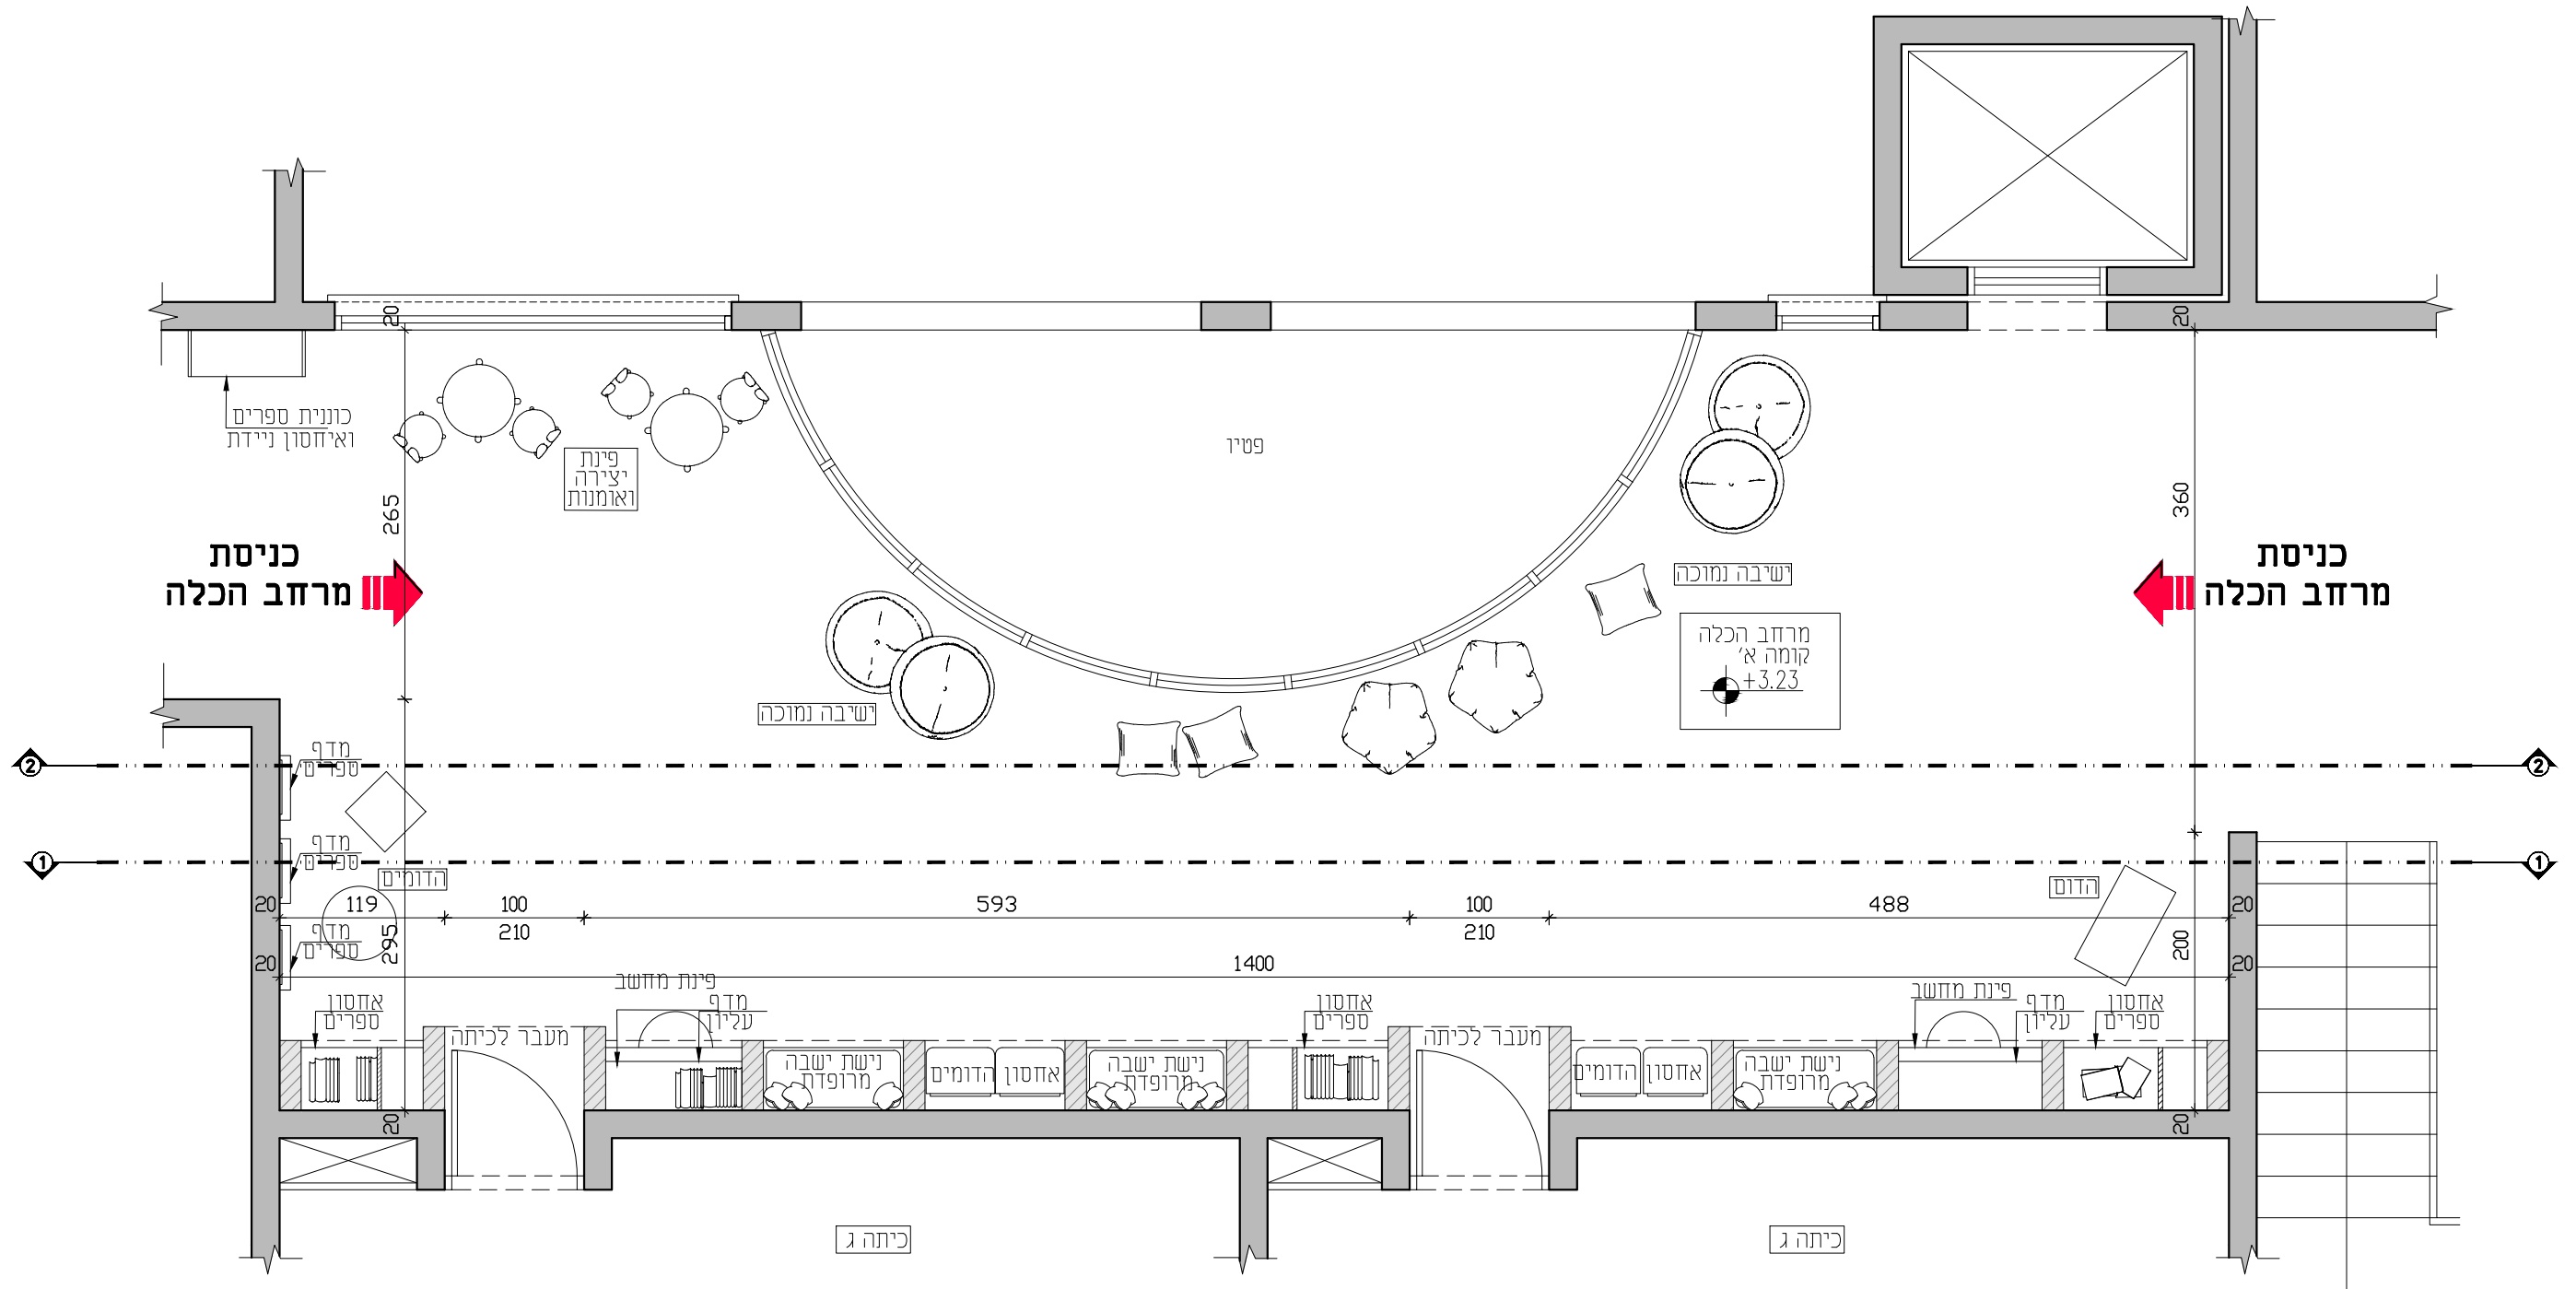 20
20
כוננית ספרים
ואיחסון ניידת
פינת
יצירה
ואומנות
פטיו
265
360
כניסת
מרחב הכלה
כניסת
מרחב הכלה
ישיבה נמוכה
מרחב הכלה
קומה א'
+3.23
ישיבה נמוכה
מדף
ספרים
2
2
מדף
ספרים
1
1
הדומים
הדום
20
119
100
593
100
488
20
210
210
295
200
מדף
ספרים
20
1400
20
פינת מחשב
פינת מחשב
אחסון
ספרים
מדף
עליון
אחסון
ספרים
מדף
עליון
אחסון
ספרים
מעבר לכיתה
מעבר לכיתה
נישת ישבה
מרופדת
אחסון
הדומים
נישת ישבה
מרופדת
אחסון
הדומים
נישת ישבה
מרופדת
20
20
כיתה ג
כיתה ג